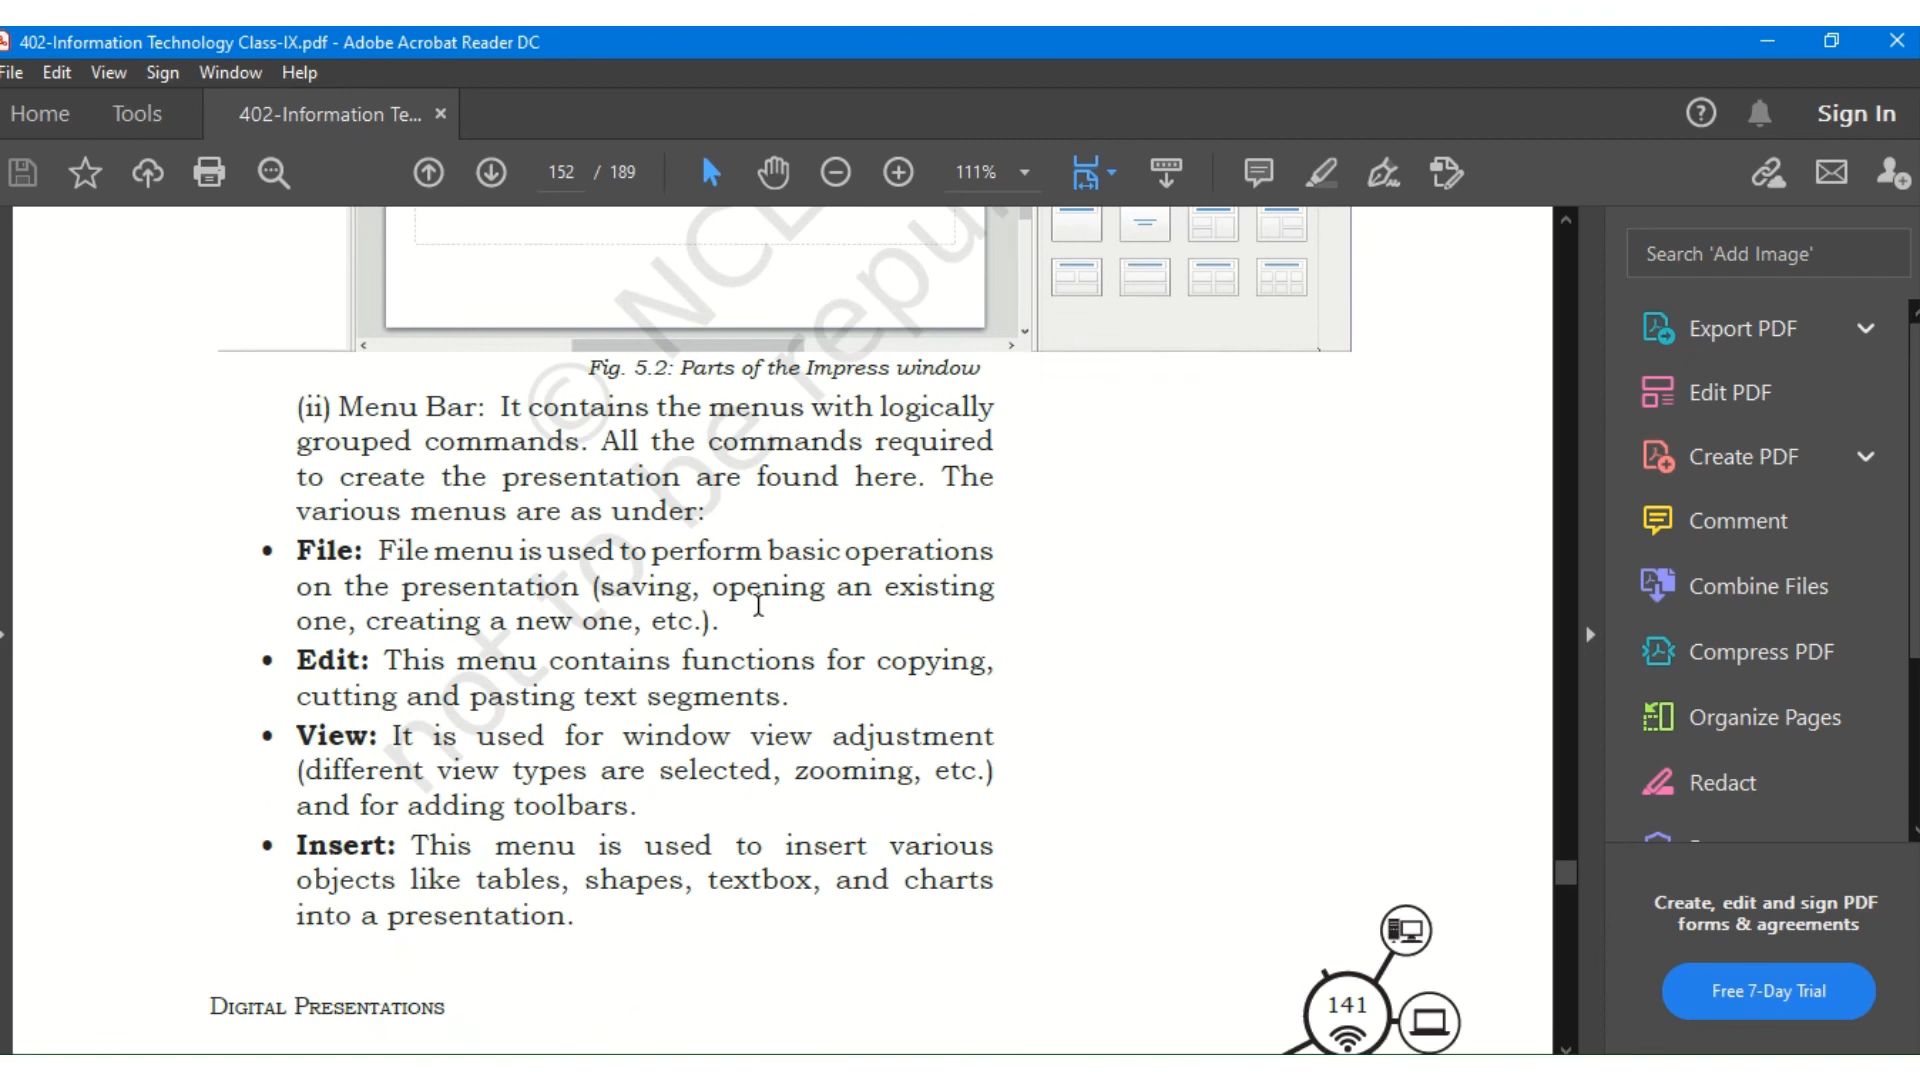 402-Information Technology Class-IX.pdf - Adobe Acrobat Reader DC
File Edit View Sign Window Help
Home Tools 402-Information Te... × Sign In
152 / 189 111%
Search 'Add Image'
Export PDF
Edit PDF
Create PDF
Comment
Combine Files
Compress PDF
Organize Pages
Redact
Create, edit and sign PDF
forms & agreements
Free 7-Day Trial
Fig. 5.2: Parts of the Impress window
(ii) Menu Bar: It contains the menus with logically
grouped commands. All the commands required
to create the presentation are found here. The
various menus are as under:
• File: File menu is used to perform basic operations
on the presentation (saving, opening an existing
one, creating a new one, etc.).
• Edit: This menu contains functions for copying,
cutting and pasting text segments.
• View: It is used for window view adjustment
(different view types are selected, zooming, etc.)
and for adding toolbars.
• Insert: This menu is used to insert various
objects like tables, shapes, textbox, and charts
into a presentation.
DIGITAL PRESENTATIONS
141
not to be